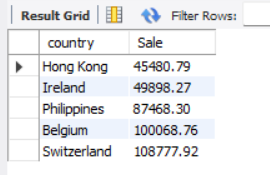 Result Grid Filter Rows:
country Sale
Hong Kong 45480.79
Ireland 49898.27
Philippines 87468.30
Belgium 100068.76
Switzerland 108777.92